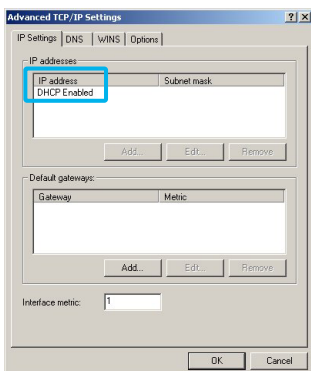 Advanced TCP/IP Settings
IP Settings DNS WINS Options
IP addresses
IP address Subnet mask
DHCP Enabled
Add... Edit... Remove
Default gateways:
Gateway Metric
Add... Edit... Remove
Interface metric: 1
OK Cancel